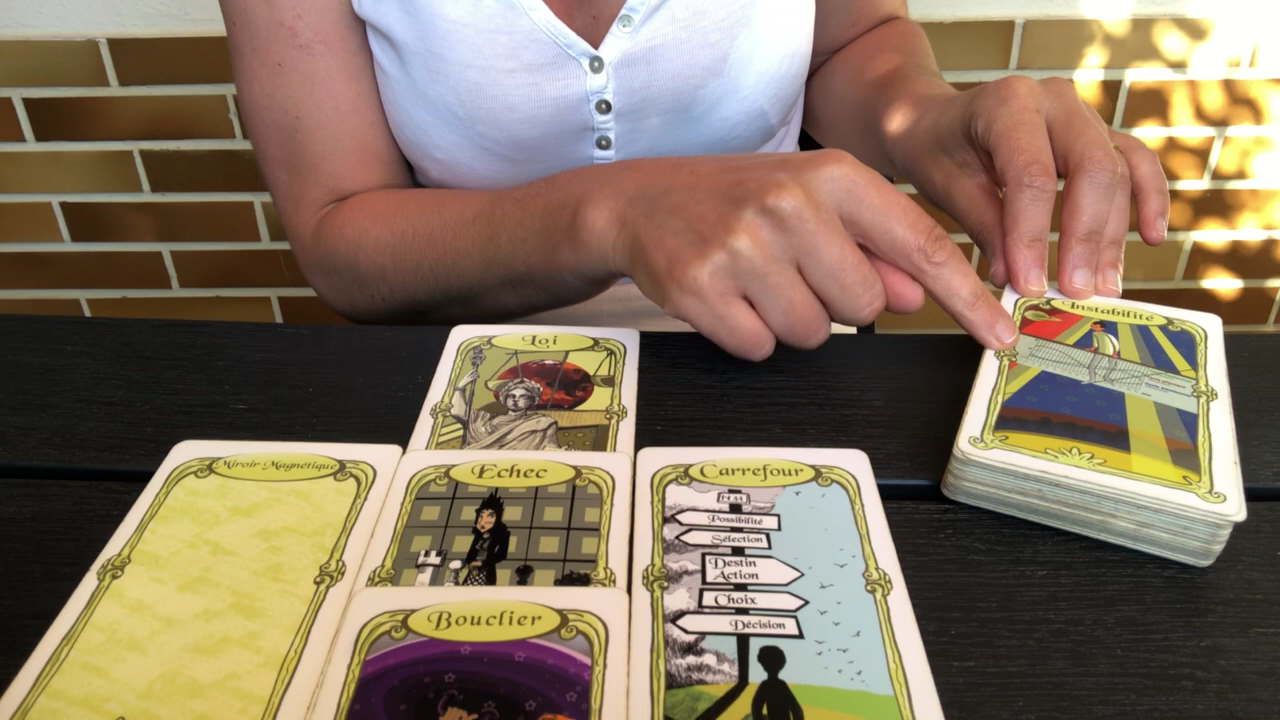 Instabilité
Loi
Miroir Magnétique
Echec
Carrefour
Possibilité
Sélection
Destin
Action
Choix
Décision
Bouclier